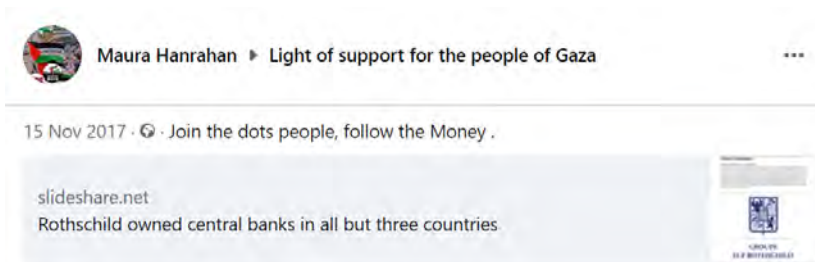 Maura Hanrahan ▸ Light of support for the people of Gaza
15 Nov 2017 · Join the dots people, follow the Money .
slideshare.net
Rothschild owned central banks in all but three countries
GROUPE